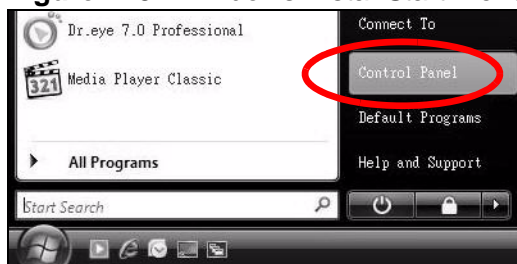 Dr.eye 7.0 Professional
Connect To
321
Media Player Classic
Control Panel
Default Programs
All Programs
Help and Support
Start Search